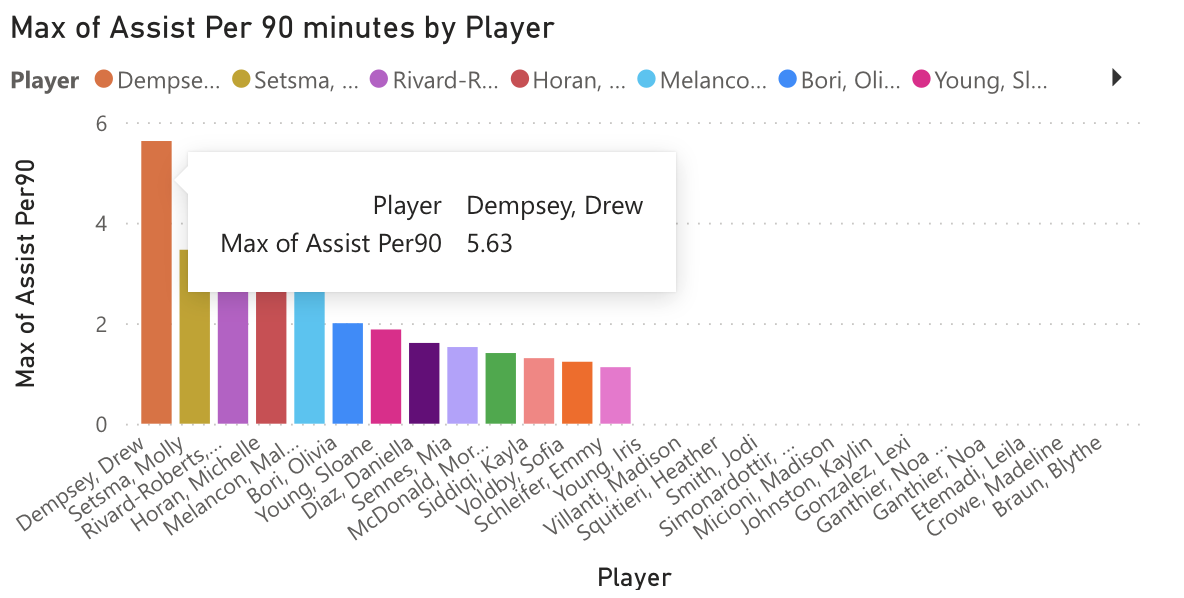 Max of Assist Per 90 minutes by Player
Player Dempse... Setsma, ... Rivard-R... Horan, ... Melanco... Bori, Oli... Young, Sl...
Max of Assist Per90
6
4
2
0
Player Dempsey, Drew
Max of Assist Per90 5.63
Dempsey, Drew
Setsma, Molly
Rivard-Roberts,...
Horan, Michelle
Melancon, Mal...
Bori, Olivia
Young, Sloane
Diaz, Daniella
Sennes, Mia
McDonald, Mor...
Siddiqi, Kayla
Voldby, Sofia
Schleifer, Emmy
Young, Iris
Villanti, Madison
Squitieri, Heather
Smith, Jodi
Simonardottir, ...
Micioni, Madison
Johnston, Kaylin
Gonzalez, Lexi
Ganthier, Noa ...
Ganthier, Noa
Etemadi, Leila
Crowe, Madeline
Braun, Blythe
Player